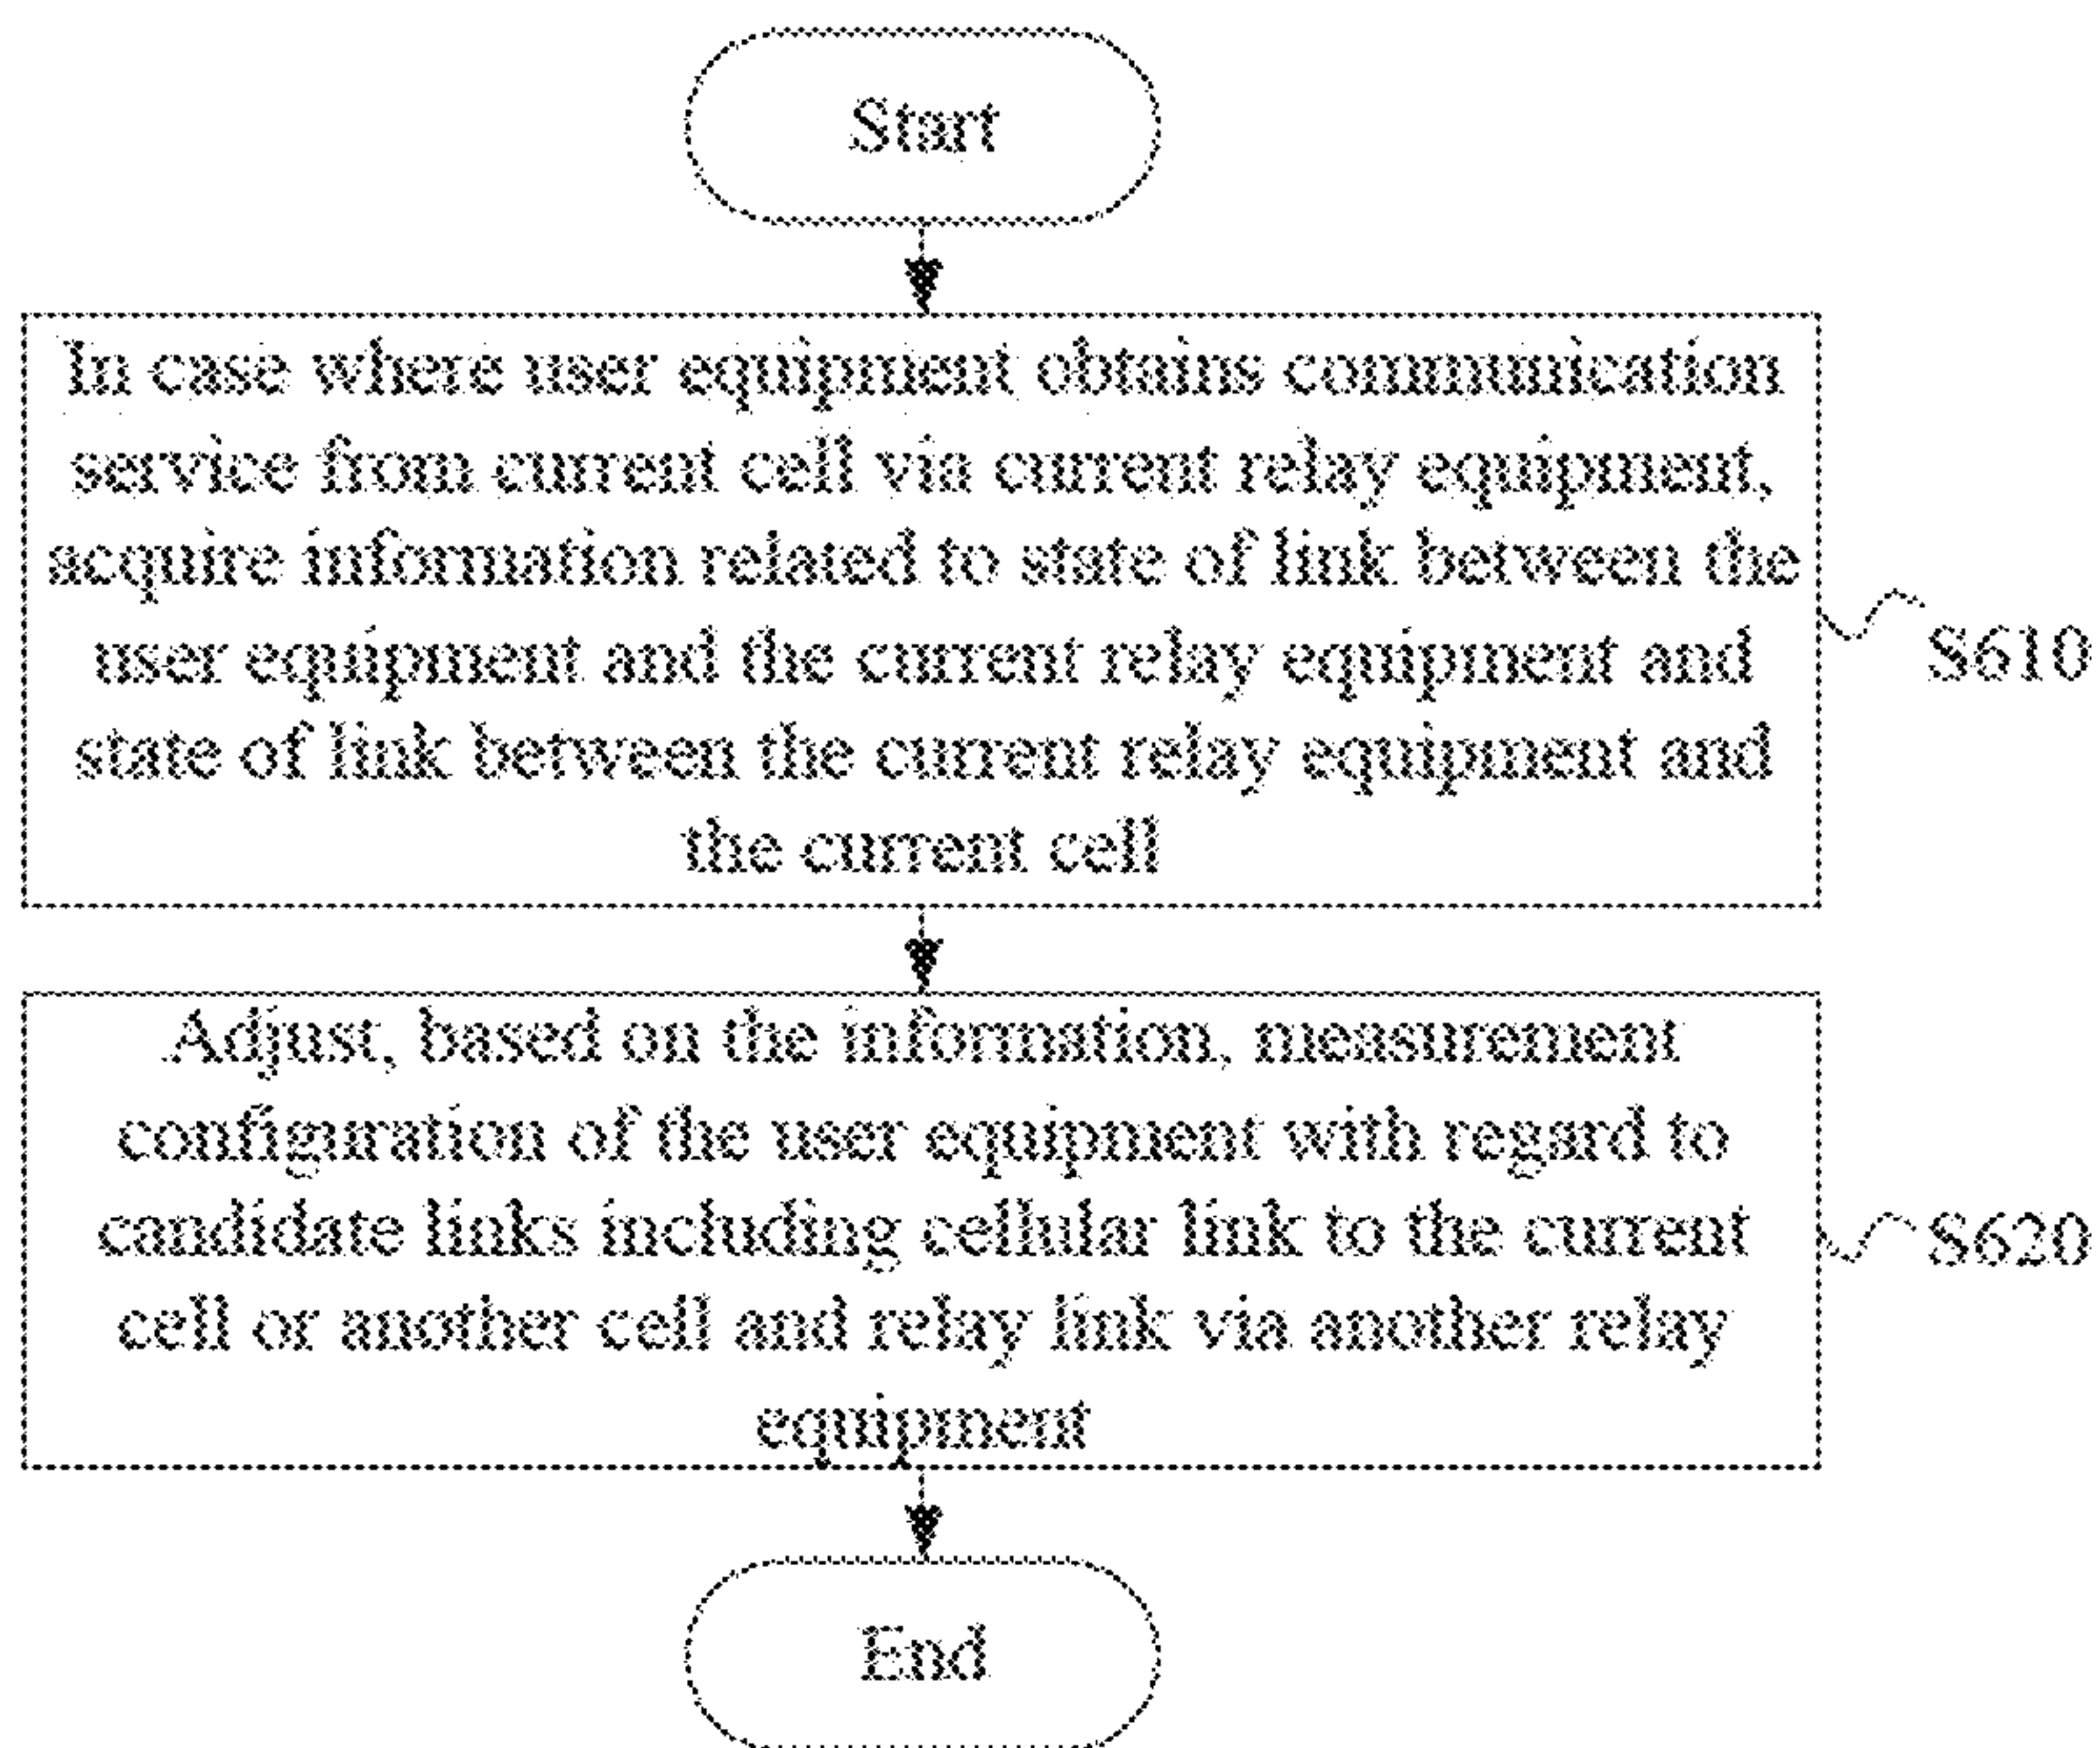 Start
In case where user equipment obtains communication
service from current cell via current relay equipment,
acquire information related to state of link between the
user equipment and the current relay equipment and
state of link between the current relay equipment and
the current cell
S610
Adjust, based on the information, measurement
configuration of the user equipment with regard to
candidate links including cellular link to the current
cell or another cell and relay link via another relay
equipment
S620
End